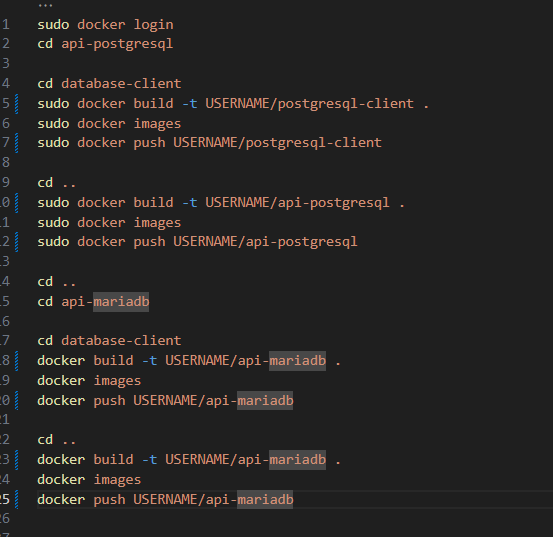 ...
1 sudo docker login
2 cd api-postgresql
3
4 cd database-client
5 sudo docker build -t USERNAME/postgresql-client .
6 sudo docker images
7 sudo docker push USERNAME/postgresql-client
8
9 cd ..
10 sudo docker build -t USERNAME/api-postgresql .
11 sudo docker images
12 sudo docker push USERNAME/api-postgresql
13
14 cd ..
15 cd api-mariadb
16
17 cd database-client
18 docker build -t USERNAME/api-mariadb .
19 docker images
20 docker push USERNAME/api-mariadb
21
22 cd ..
23 docker build -t USERNAME/api-mariadb .
24 docker images
25 docker push USERNAME/api-mariadb
26
27